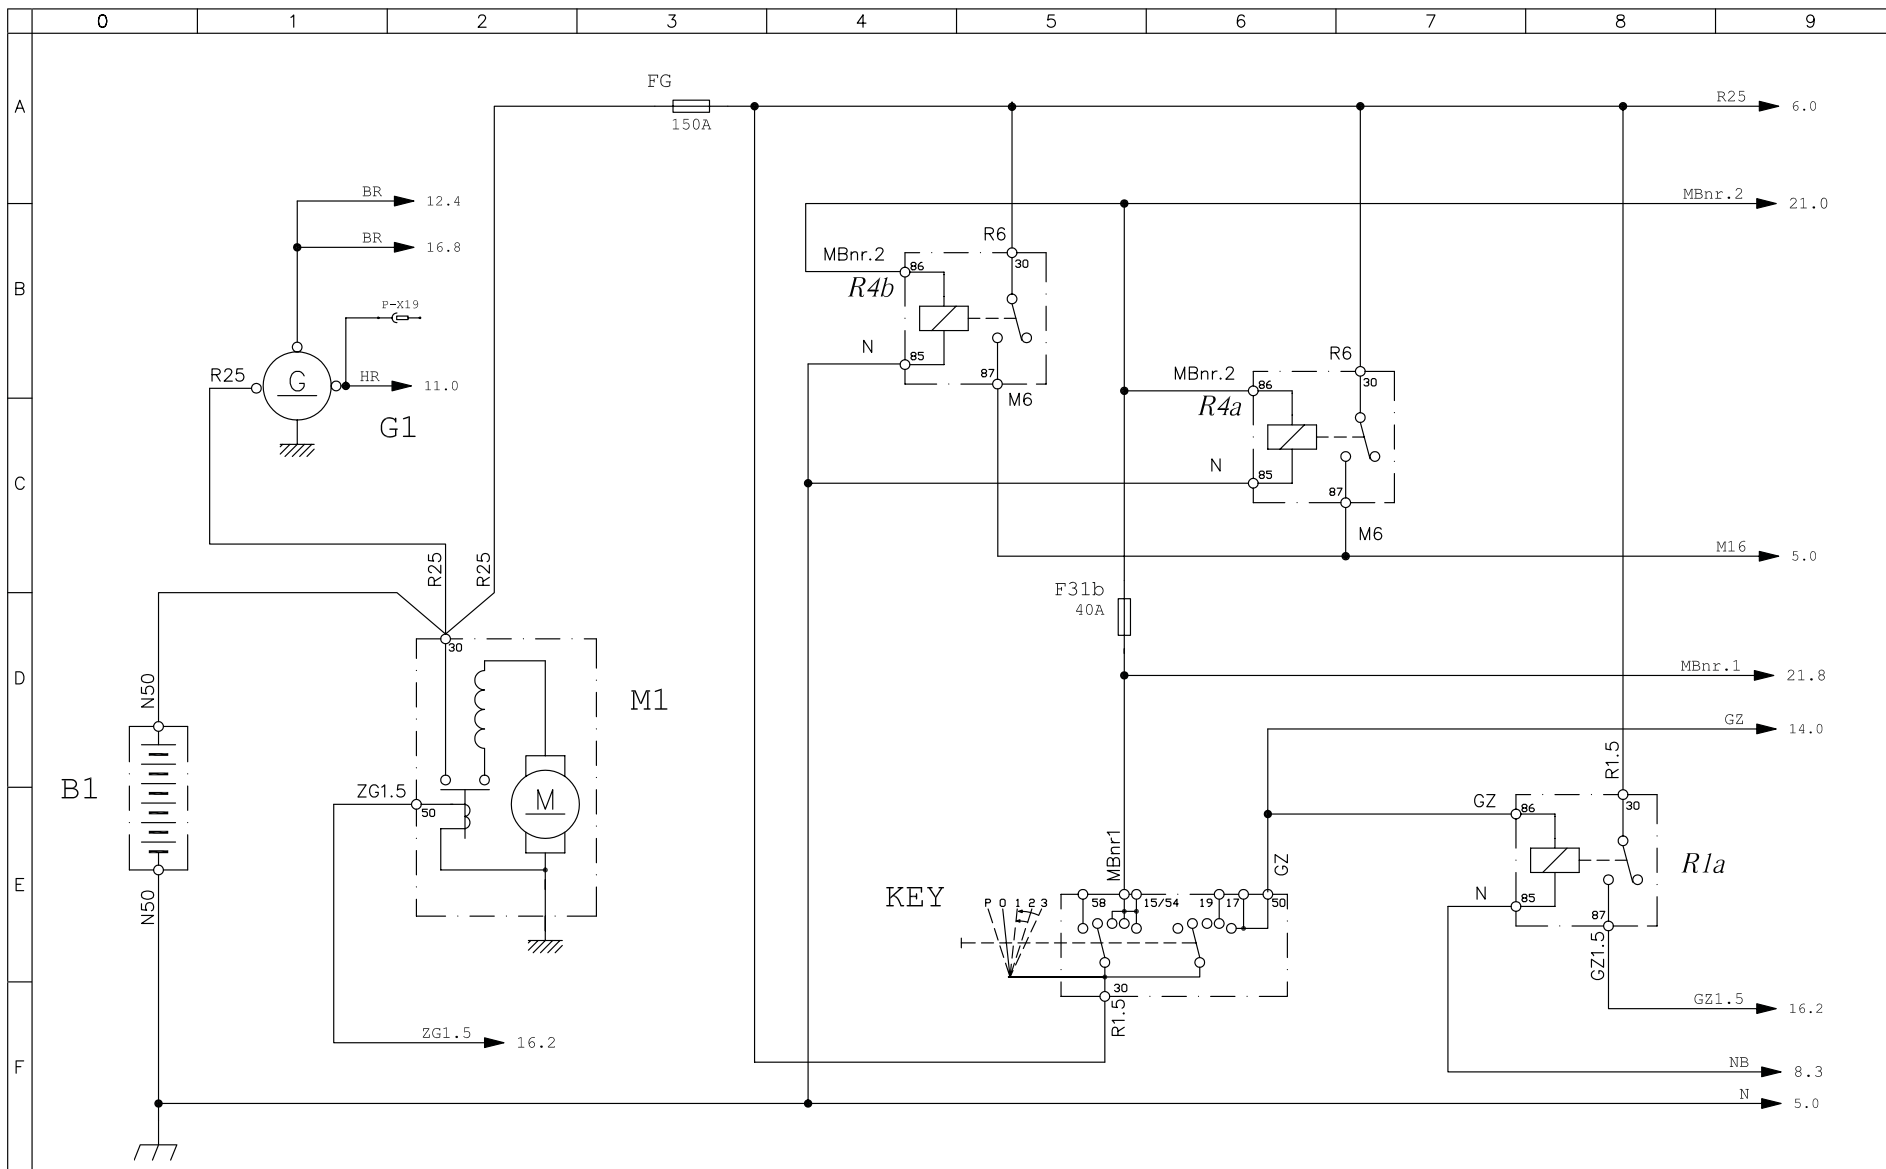 0 1 2 3 4 5 6 7 8 9
A
FG
150A
R25 6.0
BR 12.4
MBnr.2 21.0
BR 16.8
R6
30
MBnr.2
86
R4b
B
P-X19
N
85
87
M6
R25
G
HR 11.0
G1
R6
30
MBnr.2
86
R4a
N
85
87
M6
C
R25
R25
M16 5.0
F31b
40A
30
MBnr.1 21.8
D
N50
M1
GZ 14.0
R1.5
B1
ZG1.5
50
M
GZ
86
30
R1a
MBnr1
GZ
E
N50
KEY
P 0 1 2 3
58 15/54 19 17 50
N
85
87
GZ1.5
30
R1.5
GZ1.5 16.2
ZG1.5 16.2
F
NB 8.3
N 5.0